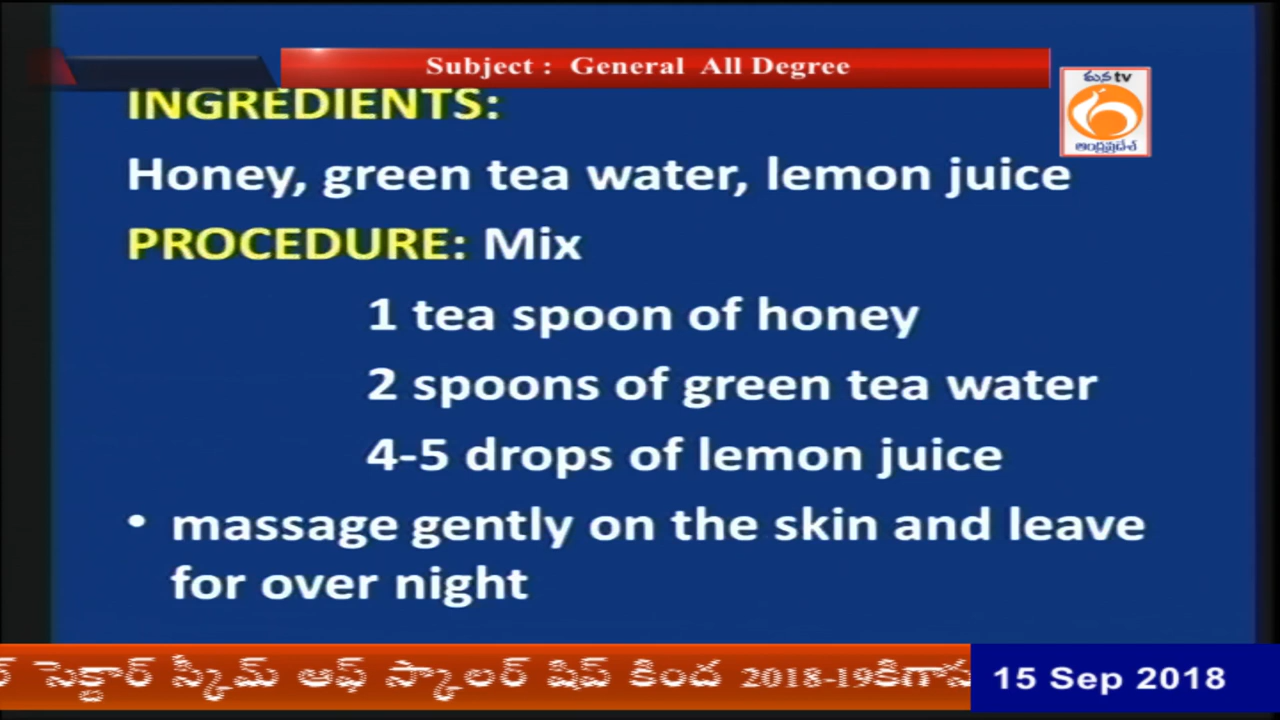 Subject : General All Degree
మన tv
ఆంధ్రప్రదేశ్
INGREDIENTS:
Honey, green tea water, lemon juice
PROCEDURE: Mix
1 tea spoon of honey
2 spoons of green tea water
4-5 drops of lemon juice
• massage gently on the skin and leave
for over night
సెక్టార్ స్కీమ్ ఆఫ్ స్కాలర్ షిప్ కింద 2018-19కిగాను
15 Sep 2018